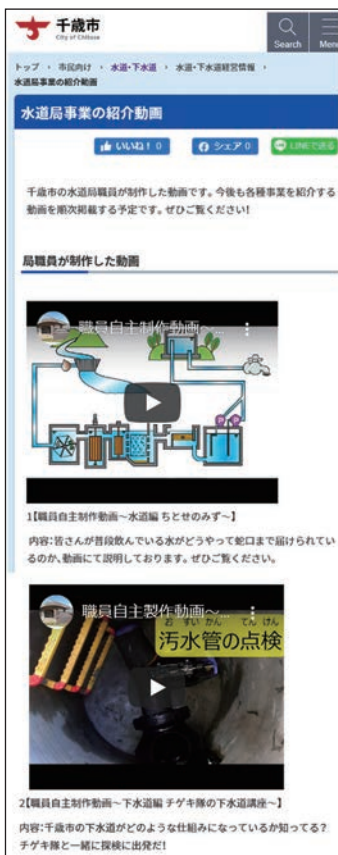 千歳市
City of Chitose
Search
Menu
トップ › 市民向け › 水道・下水道 › 水道・下水道経営情報 ›
水道局事業の紹介動画
水道局事業の紹介動画
いいね! 0
シェア 0
LINEで送る
千歳市の水道局職員が制作した動画です。今後も各種事業を紹介する
動画を順次掲載する予定です。ぜひご覧ください!
局職員が制作した動画
職員自主制作動画〜...
1【職員自主制作動画〜水道編 ちとせのみず〜】
内容:皆さんが普段飲んでいる水がどうやって蛇口まで届けられてい
るのか、動画にて説明しております。ぜひご覧ください。
職員自主製作動画〜...
おすいかん てんけん
汚水管の点検
2【職員自主制作動画〜下水道編 チゲキ隊の下水道講座〜】
内容:千歳市の下水道がどのような仕組みになっているか知ってる?
チゲキ隊と一緒に探検に出発だ!